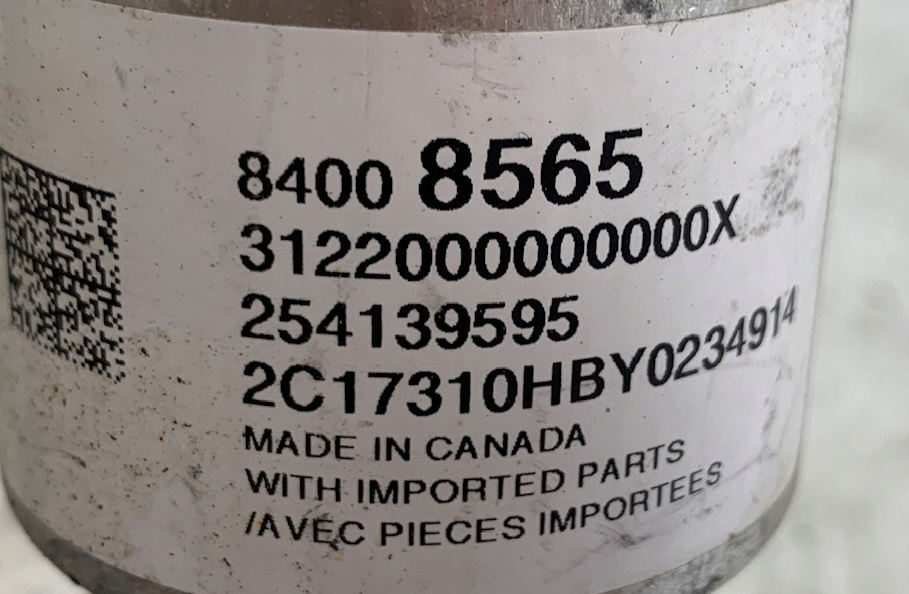 8400 8565
3122000000000X
254139595
2C17310HBY0234914
MADE IN CANADA
WITH IMPORTED PARTS
/AVEC PIECES IMPORTEES